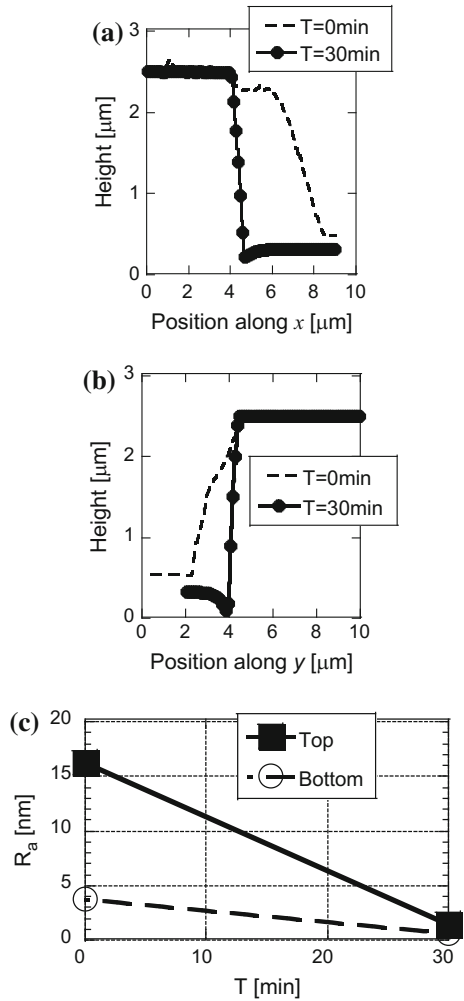 (a)
T=0min
T=30min
3
2
1
0
Height [μm]
0 2 4 6 8 10
Position along x [μm]
(b)
3
2
1
0
Height [μm]
T=0min
T=30min
0 2 4 6 8 10
Position along y [μm]
(c)
20
15
10
5
0
Ra [nm]
Top
Bottom
0 10 20 30
T [min]